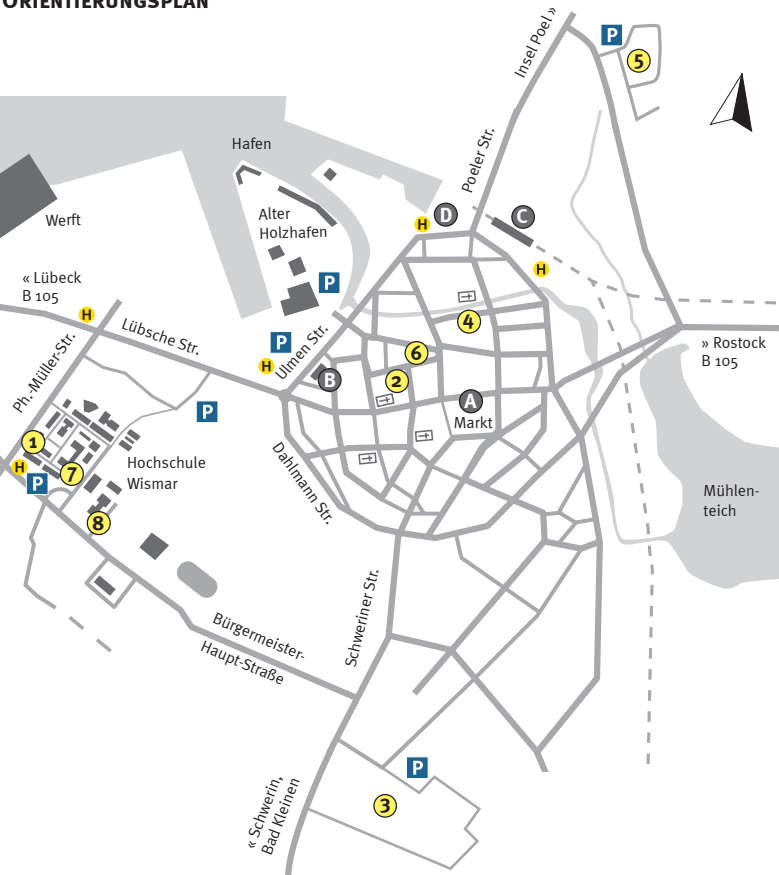 ORIENTIERUNGSPLAN
Insel Poel »
P
5
Hafen
Poeler Str.
D
C
H
Alter
Holzhafen
Werft
H
P
« Lübeck
B 105
H
4
Lübsche Str.
P
Ulmen Str.
6
» Rostock
B 105
H
B
2
Ph.-Müller-Str.
A
Markt
P
1
Dahlmann Str.
H
P
7
Hochschule
Wismar
Mühlen-
teich
8
Schweriner Str.
Bürgermeister-
Haupt-Straße
P
3
« Schwerin,
Bad Kleinen